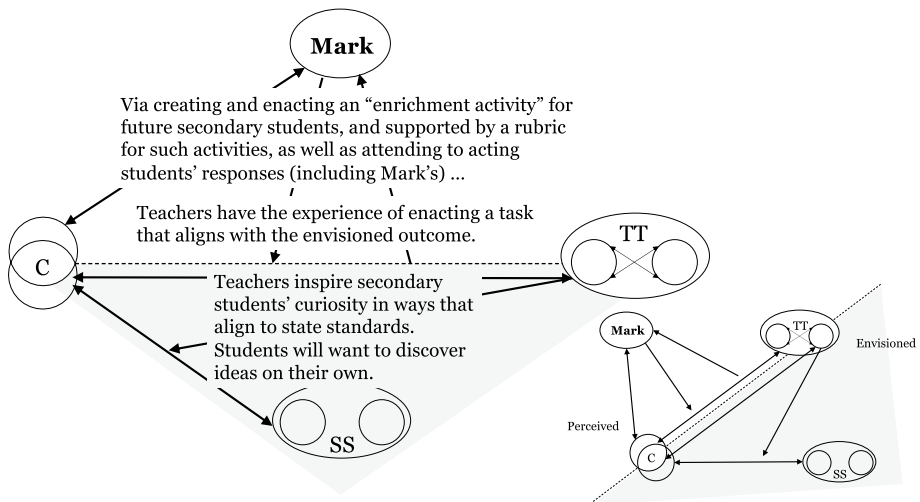 Mark
Via creating and enacting an “enrichment activity” for
future secondary students, and supported by a rubric
for such activities, as well as attending to acting
students’ responses (including Mark’s) ...
Teachers have the experience of enacting a task
that aligns with the envisioned outcome.
TT
C
Teachers inspire secondary
students’ curiosity in ways that
align to state standards.
Students will want to discover
ideas on their own.
SS
Mark
TT
Envisioned
Perceived
C
SS